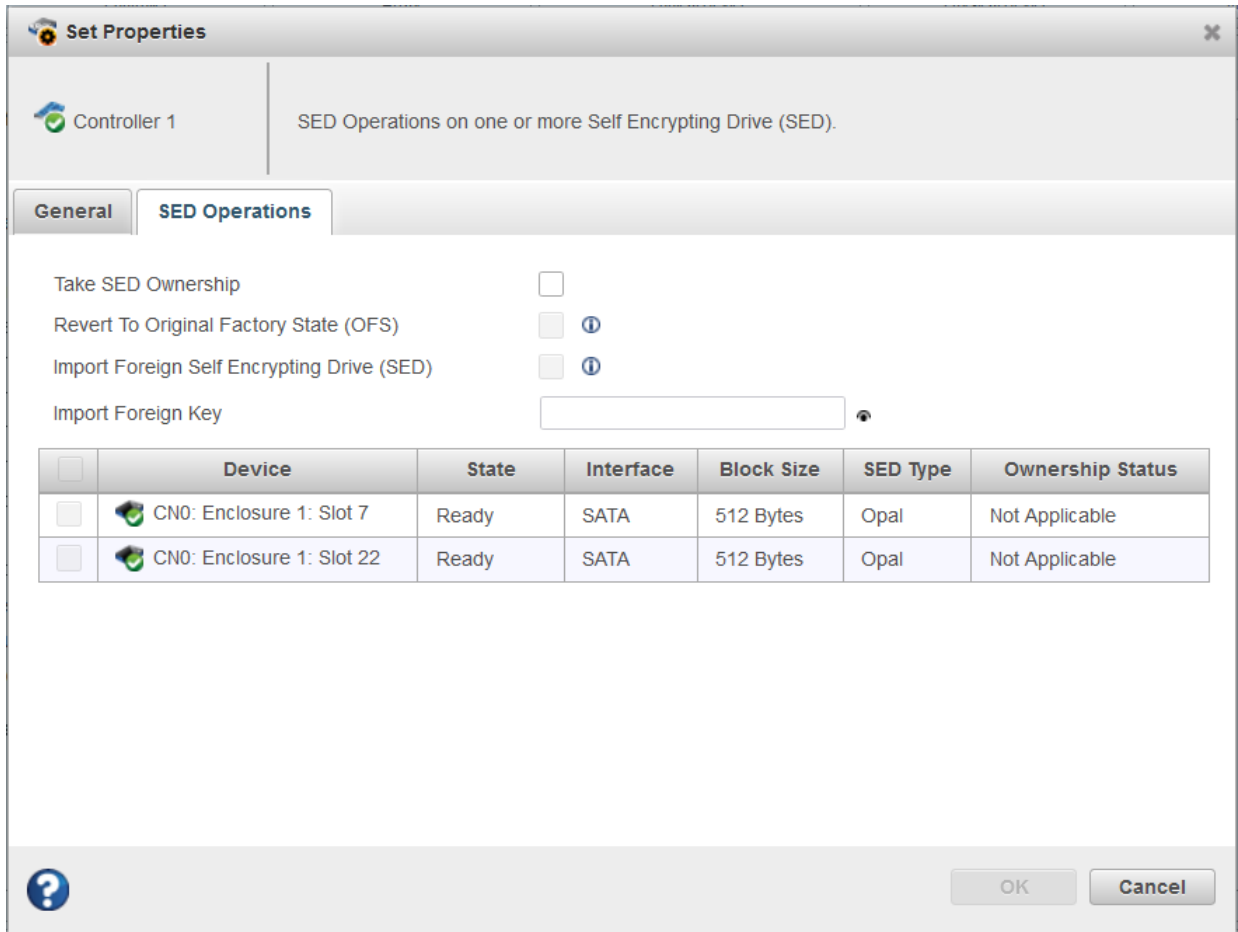 Set Properties
Controller 1
SED Operations on one or more Self Encrypting Drive (SED).
General SED Operations
Take SED Ownership
Revert To Original Factory State (OFS)
Import Foreign Self Encrypting Drive (SED)
Import Foreign Key
Device State Interface Block Size SED Type Ownership Status
CN0: Enclosure 1: Slot 7 Ready SATA 512 Bytes Opal Not Applicable
CN0: Enclosure 1: Slot 22 Ready SATA 512 Bytes Opal Not Applicable
OK Cancel